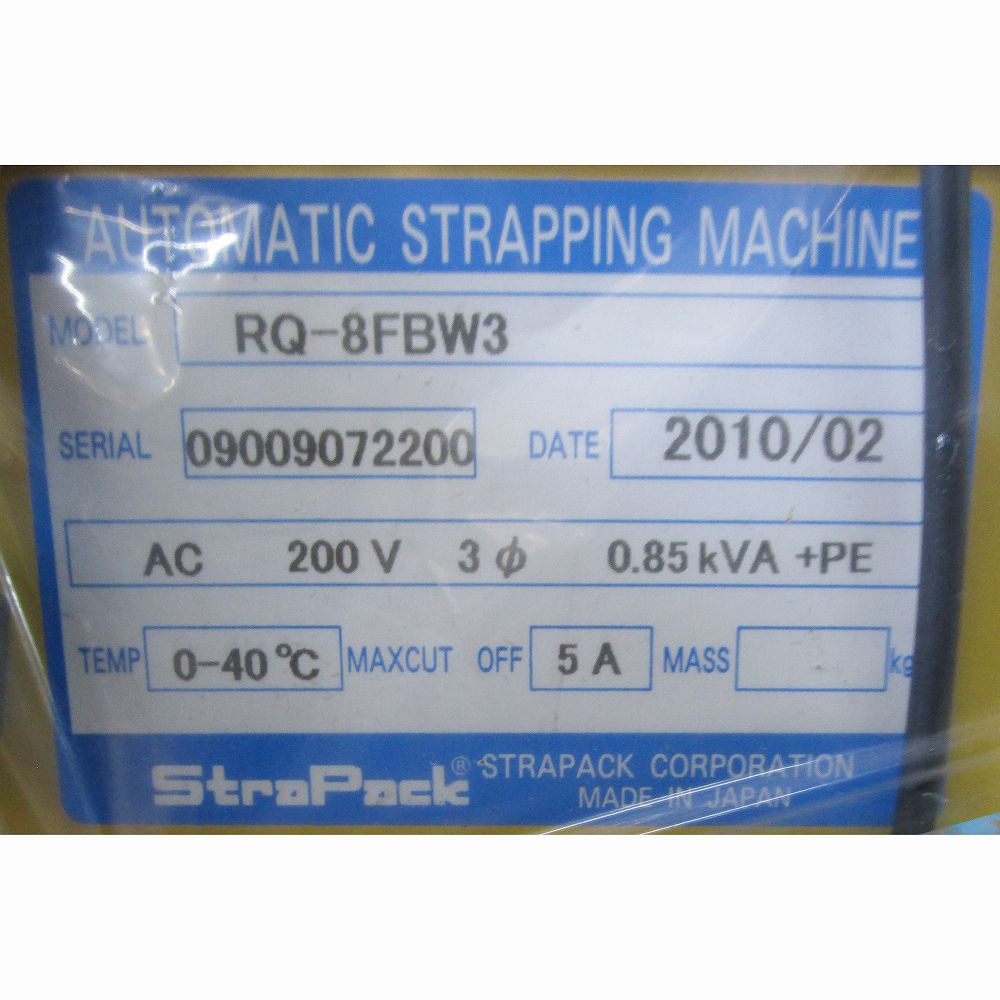 AUTOMATIC STRAPPING MACHINE
MODEL RQ-8FBW3
SERIAL 09009072200 DATE 2010/02
AC 200 V 3 φ 0.85 kVA +PE
TEMP 0-40 ℃ MAXCUT OFF 5 A MASS kg
StraPack® STRAPACK CORPORATION
MADE IN JAPAN